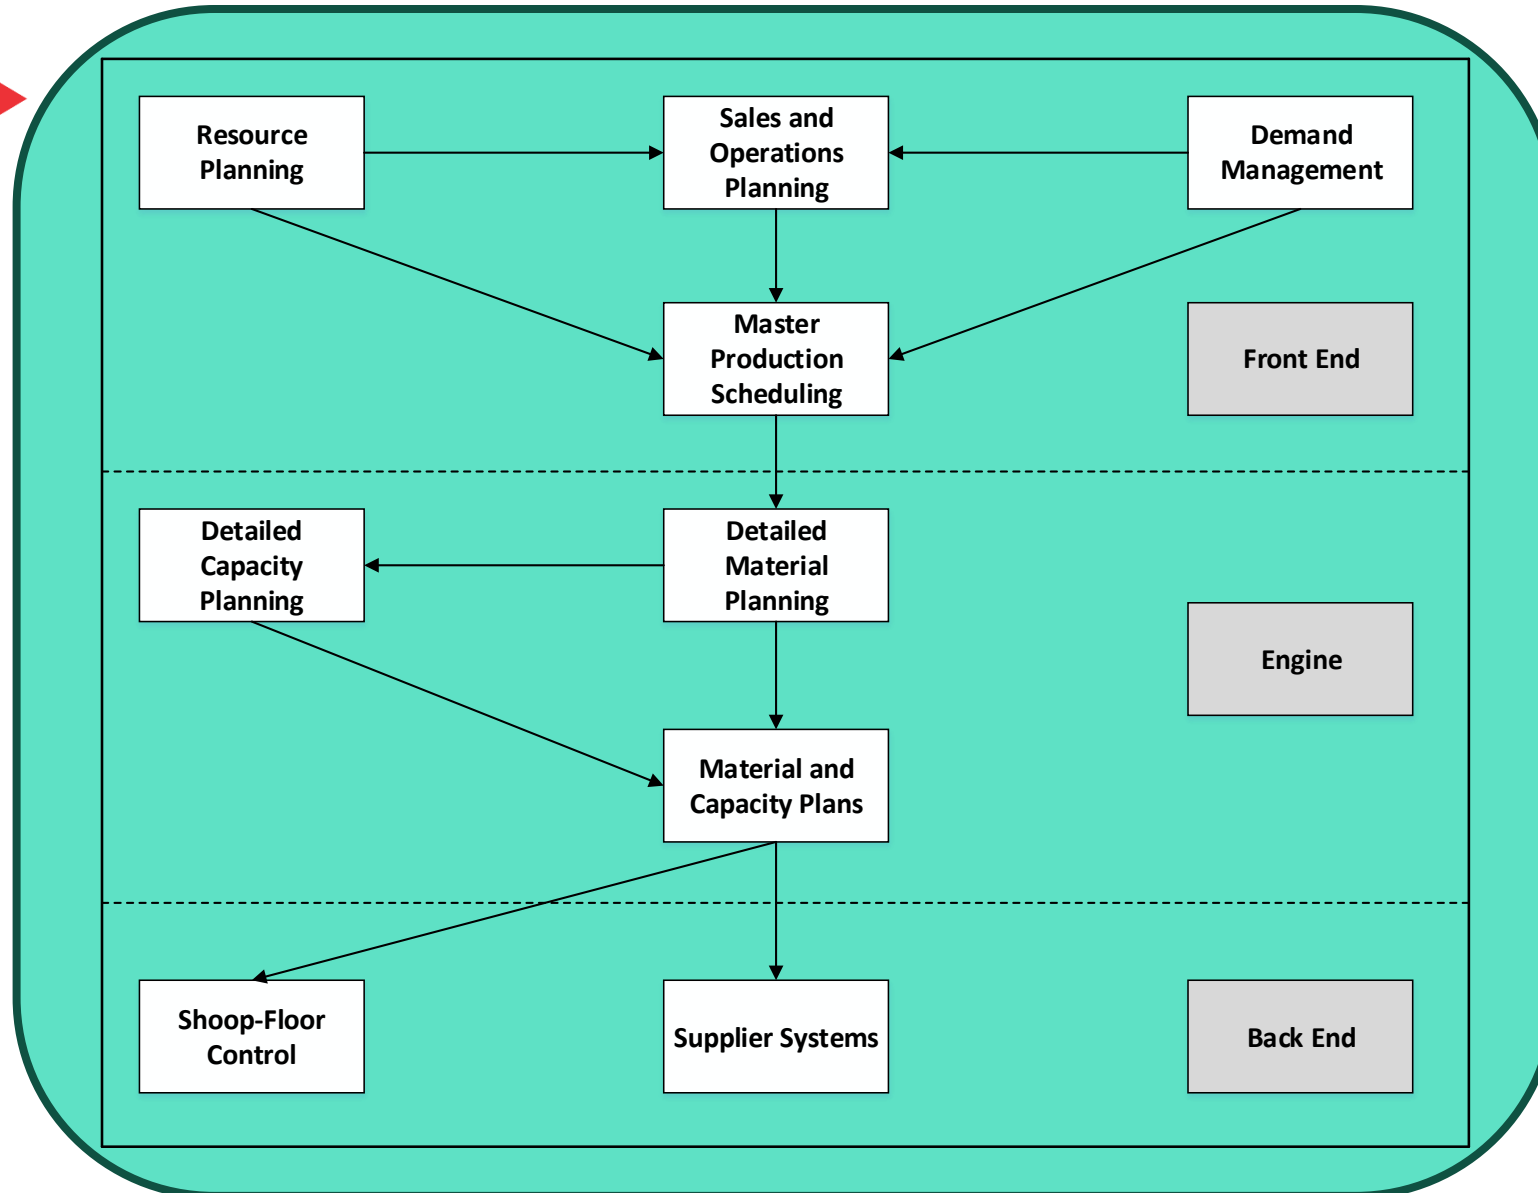 Resource
Planning
Sales and
Operations
Planning
Demand
Management
Master
Production
Scheduling
Front End
Detailed
Capacity
Planning
Detailed
Material
Planning
Engine
Material and
Capacity Plans
Shoop-Floor
Control
Supplier Systems
Back End